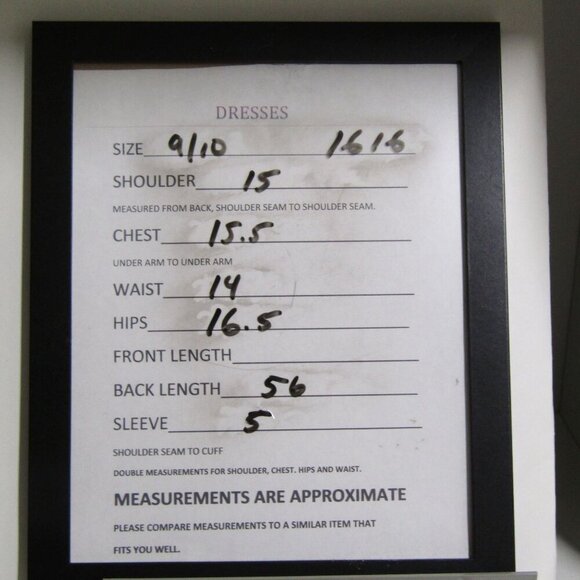 DRESSES
SIZE 9/10 1616
SHOULDER 15
MEASURED FROM BACK, SHOULDER SEAM TO SHOULDER SEAM.
CHEST 15.5
UNDER ARM TO UNDER ARM
WAIST 14
HIPS 16.5
FRONT LENGTH
BACK LENGTH 56
SLEEVE 5
SHOULDER SEAM TO CUFF
DOUBLE MEASUREMENTS FOR SHOULDER, CHEST. HIPS AND WAIST.
MEASUREMENTS ARE APPROXIMATE
PLEASE COMPARE MEASUREMENTS TO A SIMILAR ITEM THAT
FITS YOU WELL.